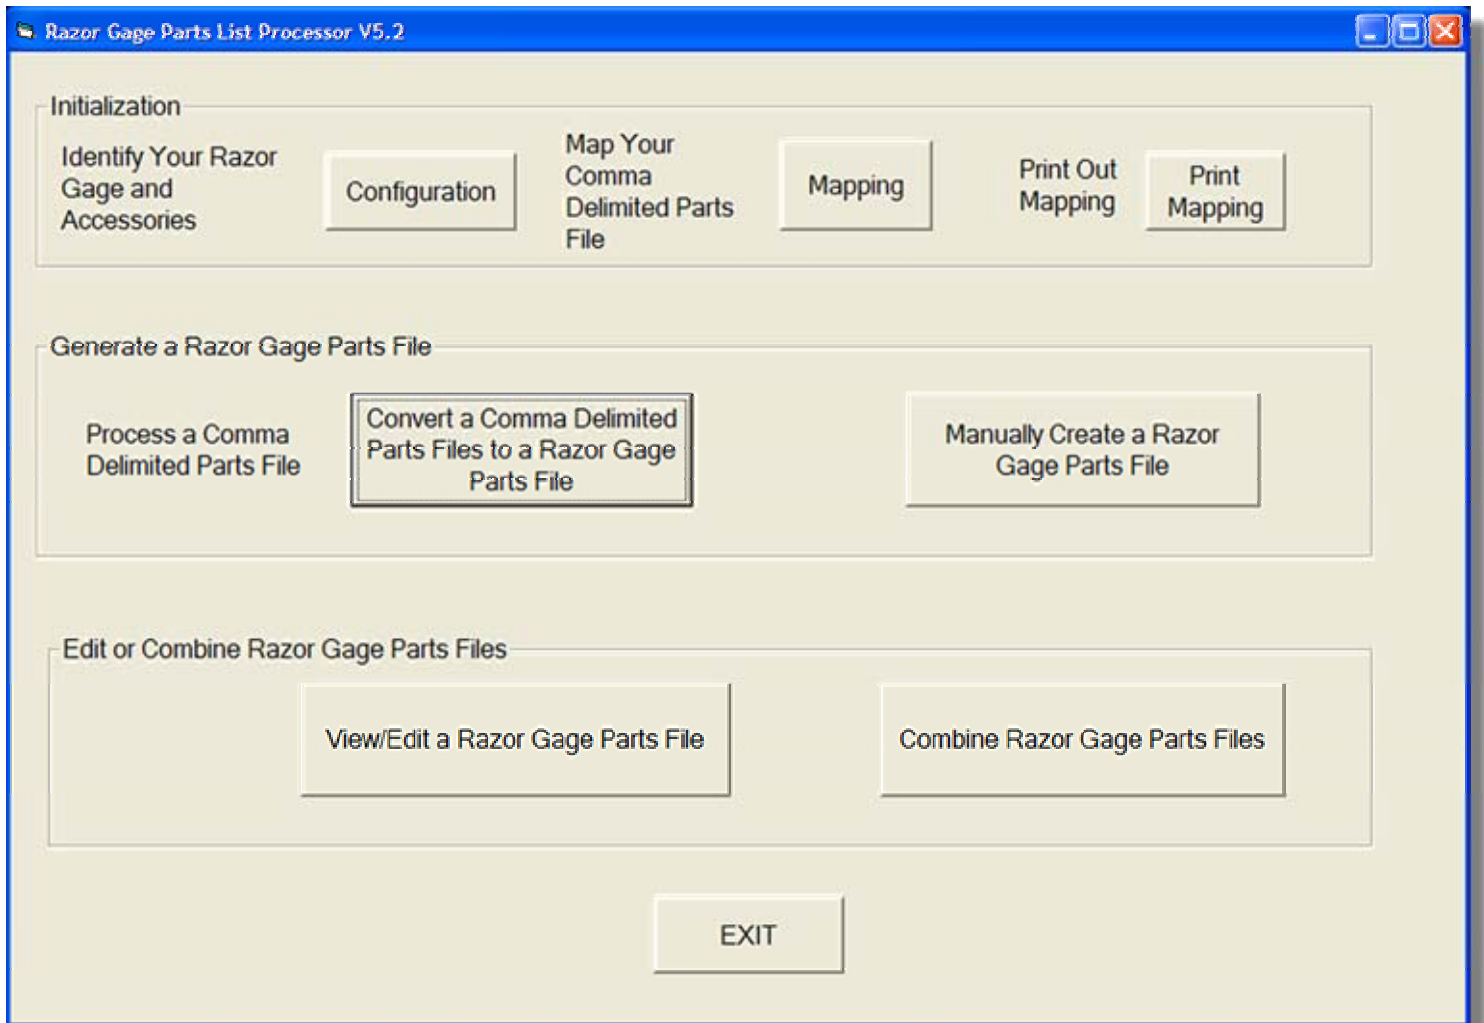 Razor Gage Parts List Processor V5.2
Initialization
Identify Your Razor
Gage and
Accessories
Configuration
Map Your
Comma
Delimited Parts
File
Mapping
Print Out
Mapping
Print
Mapping
Generate a Razor Gage Parts File
Process a Comma
Delimited Parts File
Convert a Comma Delimited
Parts Files to a Razor Gage
Parts File
Manually Create a Razor
Gage Parts File
Edit or Combine Razor Gage Parts Files
View/Edit a Razor Gage Parts File
Combine Razor Gage Parts Files
EXIT